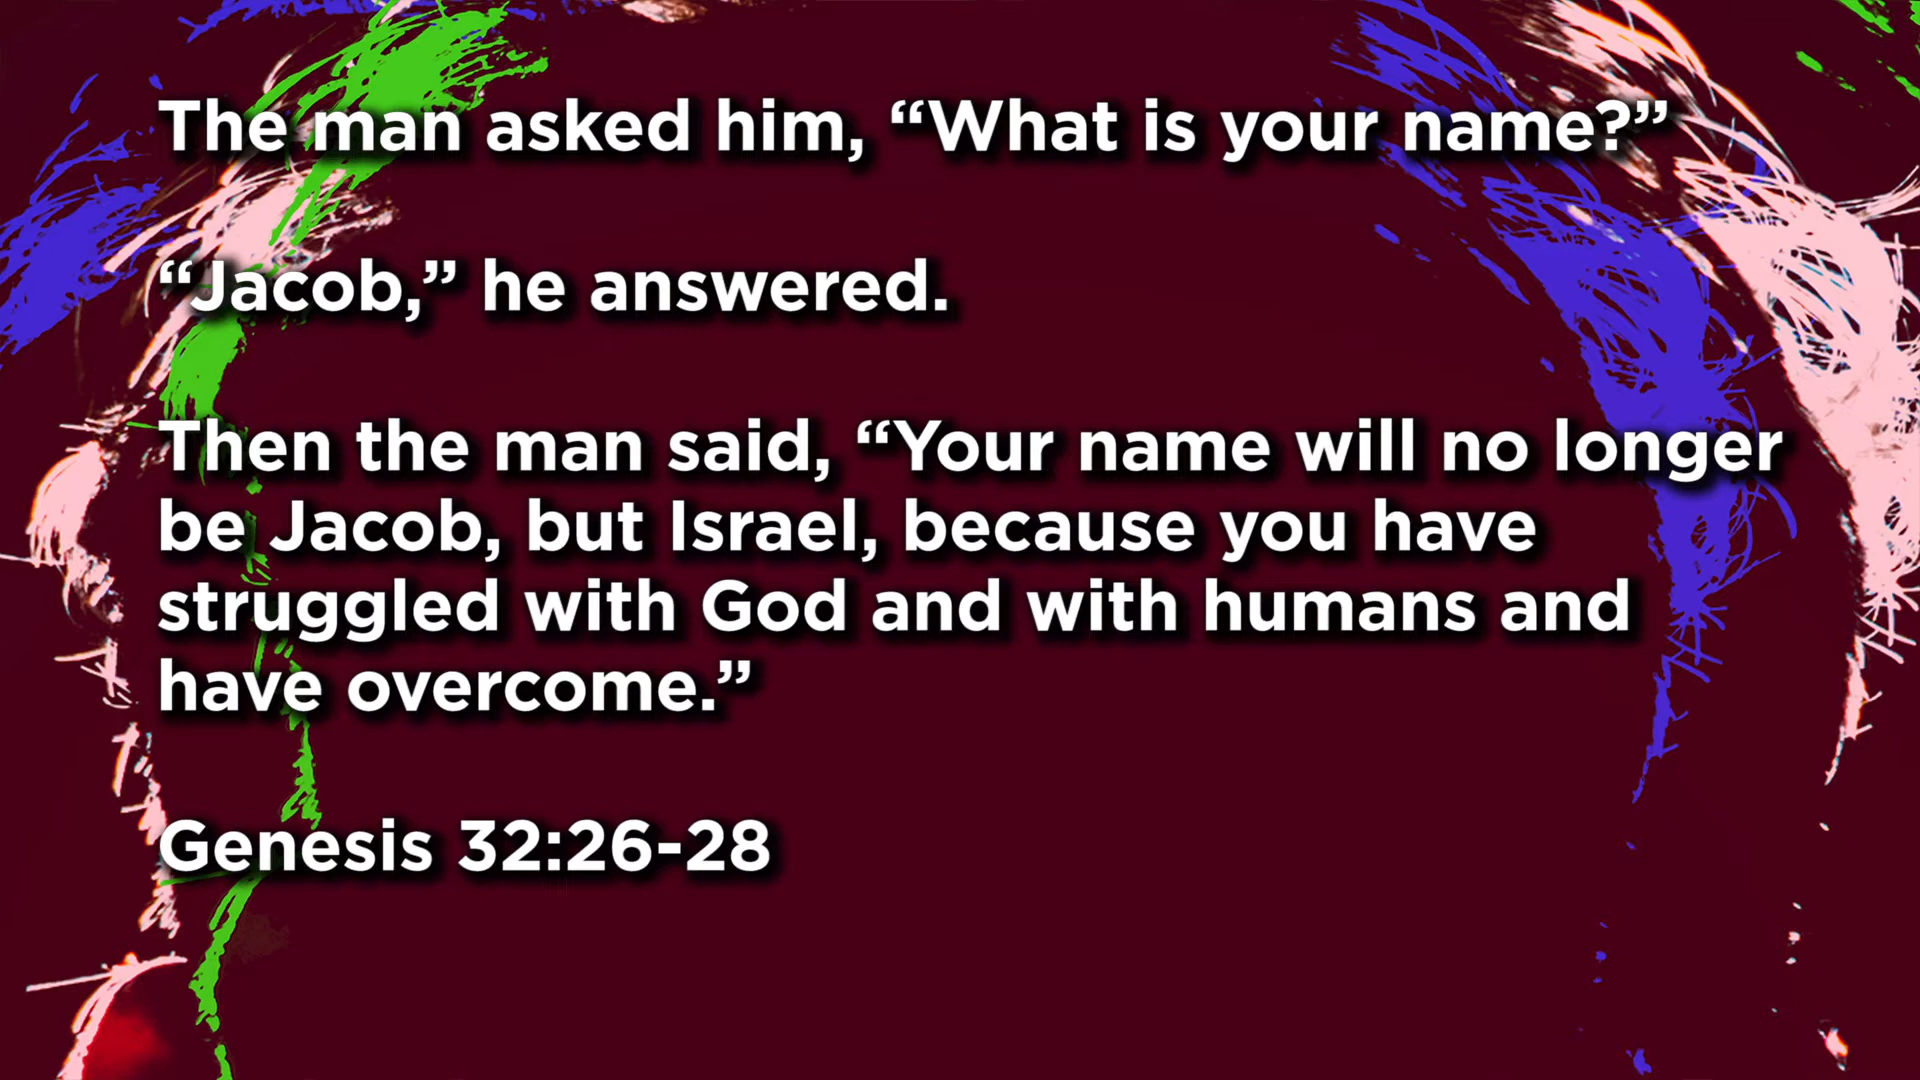 The man asked him, “What is your name?”
“Jacob,” he answered.
Then the man said, “Your name will no longer
be Jacob, but Israel, because you have
struggled with God and with humans and
have overcome.”
Genesis 32:26-28